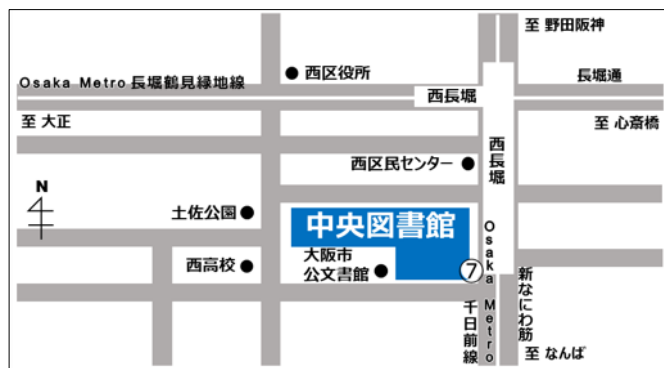 至 野田阪神
西区役所
長堀通
Osaka Metro 長堀鶴見緑地線
西長堀
至 大正
至 心斎橋
西長堀
西区民センター
N
土佐公園
中央図書館
西高校
大阪市
公文書館
7
Osaka Metro
千日前線
新なにわ筋
至 なんば